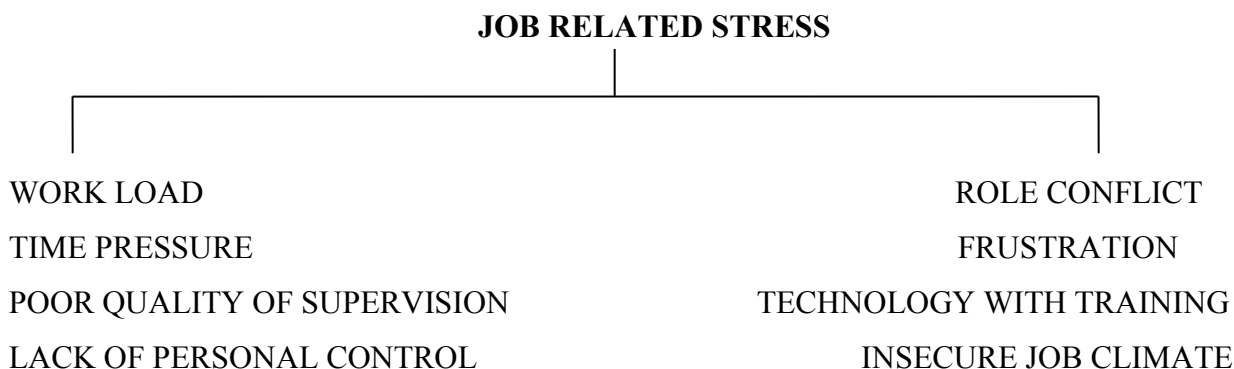 JOB RELATED STRESS
WORK LOAD ROLE CONFLICT
TIME PRESSURE FRUSTRATION
POOR QUALITY OF SUPERVISION TECHNOLOGY WITH TRAINING
LACK OF PERSONAL CONTROL INSECURE JOB CLIMATE